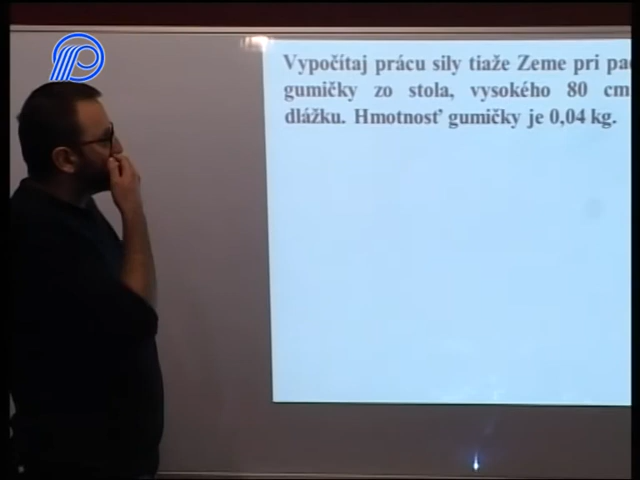 Vypočítaj prácu sily tiaže Zeme pri
gumičky zo stola, vysokého 80 cm
dlážku. Hmotnosť gumičky je 0,04 kg.